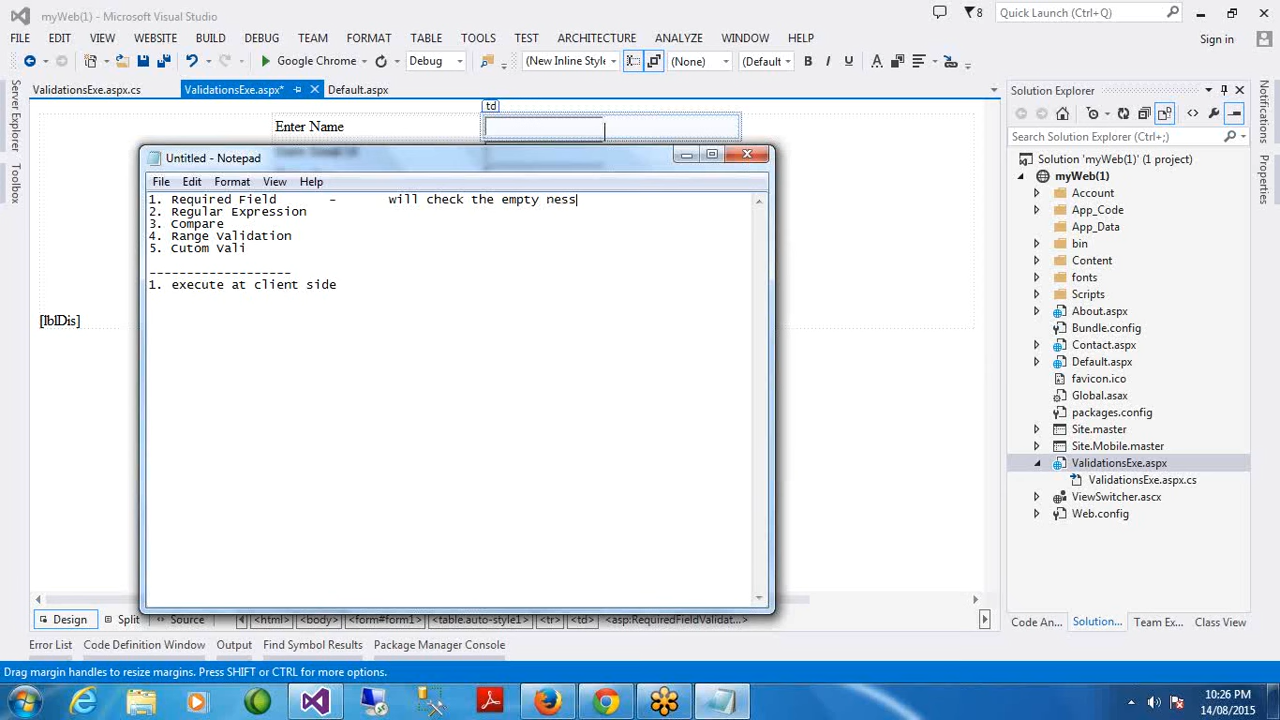 myWeb(1) - Microsoft Visual Studio
8
Quick Launch (Ctrl+Q)
FILE EDIT VIEW WEBSITE BUILD DEBUG TEAM FORMAT TABLE TOOLS TEST ARCHITECTURE ANALYZE WINDOW HELP
Sign in
Google Chrome
Debug
(New Inline Style
(None)
(Default
B I U A
ValidationsExe.aspx.cs
ValidationsExe.aspx*
Default.aspx
Server Explorer
Toolbox
td
Enter Name
Untitled - Notepad
File Edit Format View Help
1. Required Field - will check the empty ness
2. Regular Expression
3. Compare
4. Range Validation
5. Cutom Vali
-------------------
1. execute at client side
[lblDis]
Design
Split
Source
<html> <body> <form#form1> <table.auto-style1> <tr> <td> <asp:RequiredFieldValidat...>
Error List
Code Definition Window
Output
Find Symbol Results
Package Manager Console
Drag margin handles to resize margins. Press SHIFT or CTRL for more options.
Solution Explorer
Search Solution Explorer (Ctrl+;)
Solution 'myWeb(1)' (1 project)
myWeb(1)
Account
App_Code
App_Data
bin
Content
fonts
Scripts
About.aspx
Bundle.config
Contact.aspx
Default.aspx
favicon.ico
Global.asax
packages.config
Site.master
Site.Mobile.master
ValidationsExe.aspx
ValidationsExe.aspx.cs
ViewSwitcher.ascx
Web.config
Code An...
Solution...
Team Ex...
Class View
Notifications
Properties
10:26 PM
14/08/2015